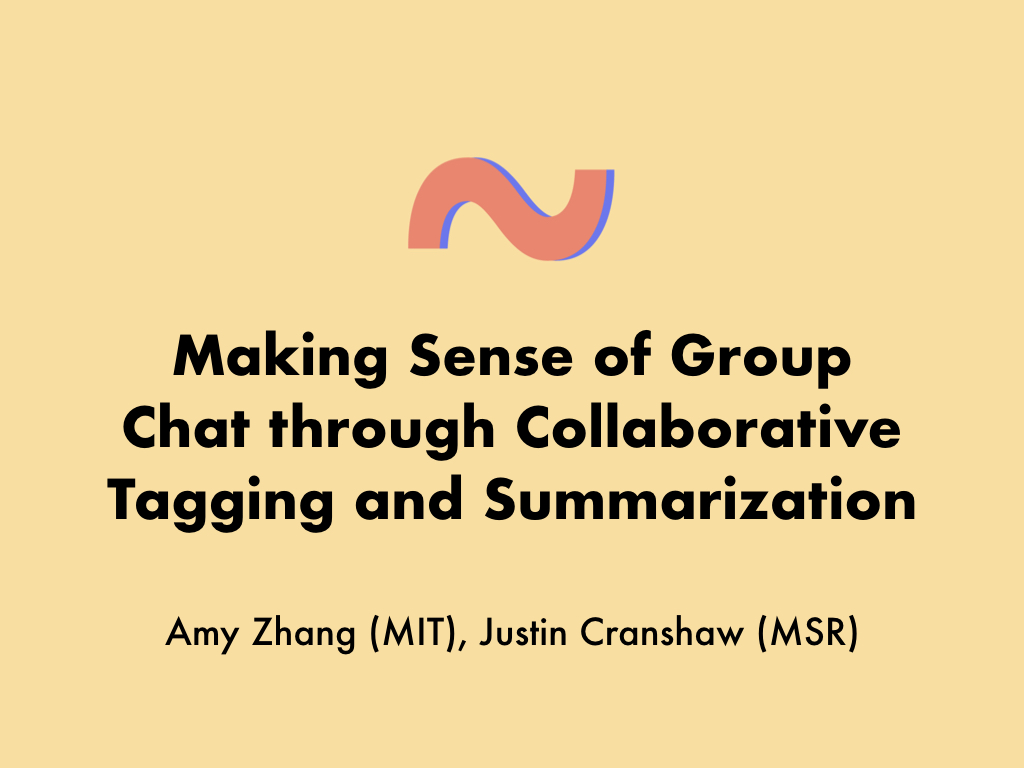 Making Sense of Group
Chat through Collaborative
Tagging and Summarization
Amy Zhang (MIT), Justin Cranshaw (MSR)